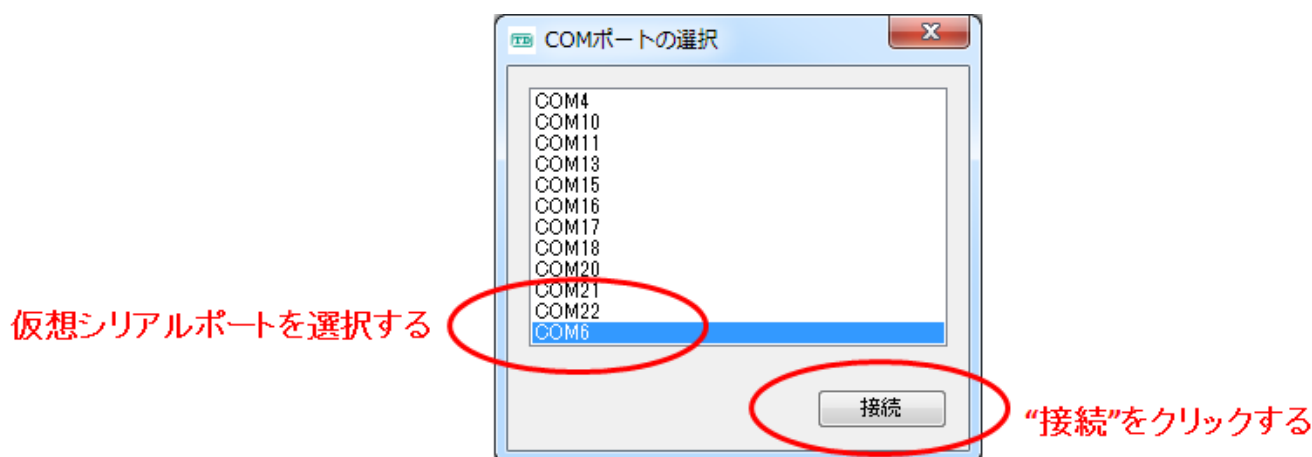 TD COMポートの選択
COM4
COM10
COM11
COM13
COM15
COM16
COM17
COM18
COM20
COM21
COM22
COM6
仮想シリアルポートを選択する
接続
“接続”をクリックする